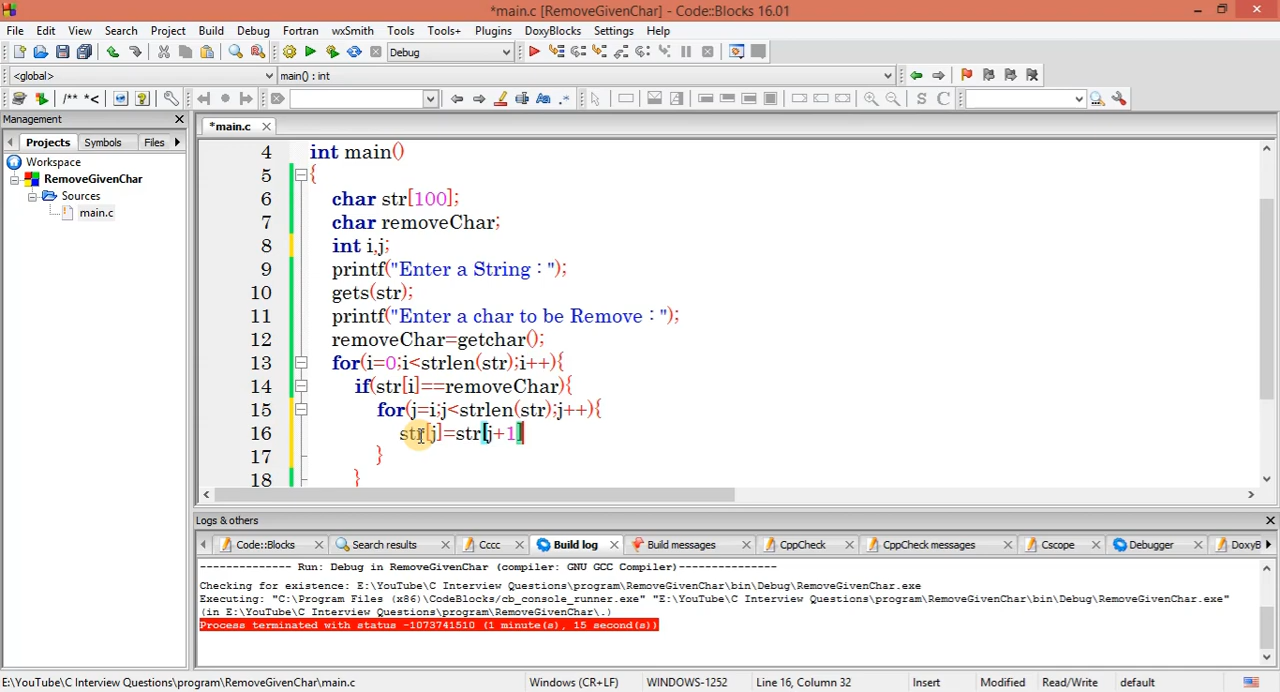 *main.c [RemoveGivenChar] - Code::Blocks 16.01
File Edit View Search Project Build Debug Fortran wxSmith Tools Tools+ Plugins DoxyBlocks Settings Help
Debug
<global> main() : int
/** *<
S C
Management
*main.c
Projects Symbols Files
Workspace
RemoveGivenChar
Sources
main.c
4 int main()
5 {
6 char str[100];
7 char removeChar;
8 int i,j;
9 printf("Enter a String : ");
10 gets(str);
11 printf("Enter a char to be Remove : ");
12 removeChar=getchar();
13 for(i=0;i<strlen(str);i++){
14 if(str[i]==removeChar){
15 for(j=i;j<strlen(str);j++){
16 str[j]=str[j+1]
17 }
18 }
Logs & others
Code::Blocks Search results Cccc Build log Build messages CppCheck CppCheck messages Cscope Debugger DoxyB
-------------- Run: Debug in RemoveGivenChar (compiler: GNU GCC Compiler)---------------
Checking for existence: E:\YouTube\C Interview Questions\program\RemoveGivenChar\bin\Debug\RemoveGivenChar.exe
Executing: "C:\Program Files (x86)\CodeBlocks/cb_console_runner.exe" "E:\YouTube\C Interview Questions\program\RemoveGivenChar\bin\Debug\RemoveGivenChar.exe"
(in E:\YouTube\C Interview Questions\program\RemoveGivenChar\.)
Process terminated with status -1073741510 (1 minute(s), 15 second(s))
E:\YouTube\C Interview Questions\program\RemoveGivenChar\main.c Windows (CR+LF) WINDOWS-1252 Line 16, Column 32 Insert Modified Read/Write default